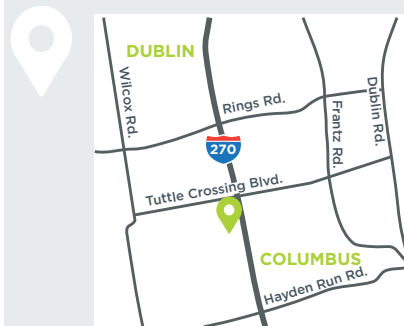 DUBLIN
Wilcox Rd.
Rings Rd.
Dublin Rd.
Frantz Rd.
270
Tuttle Crossing Blvd.
COLUMBUS
Hayden Run Rd.